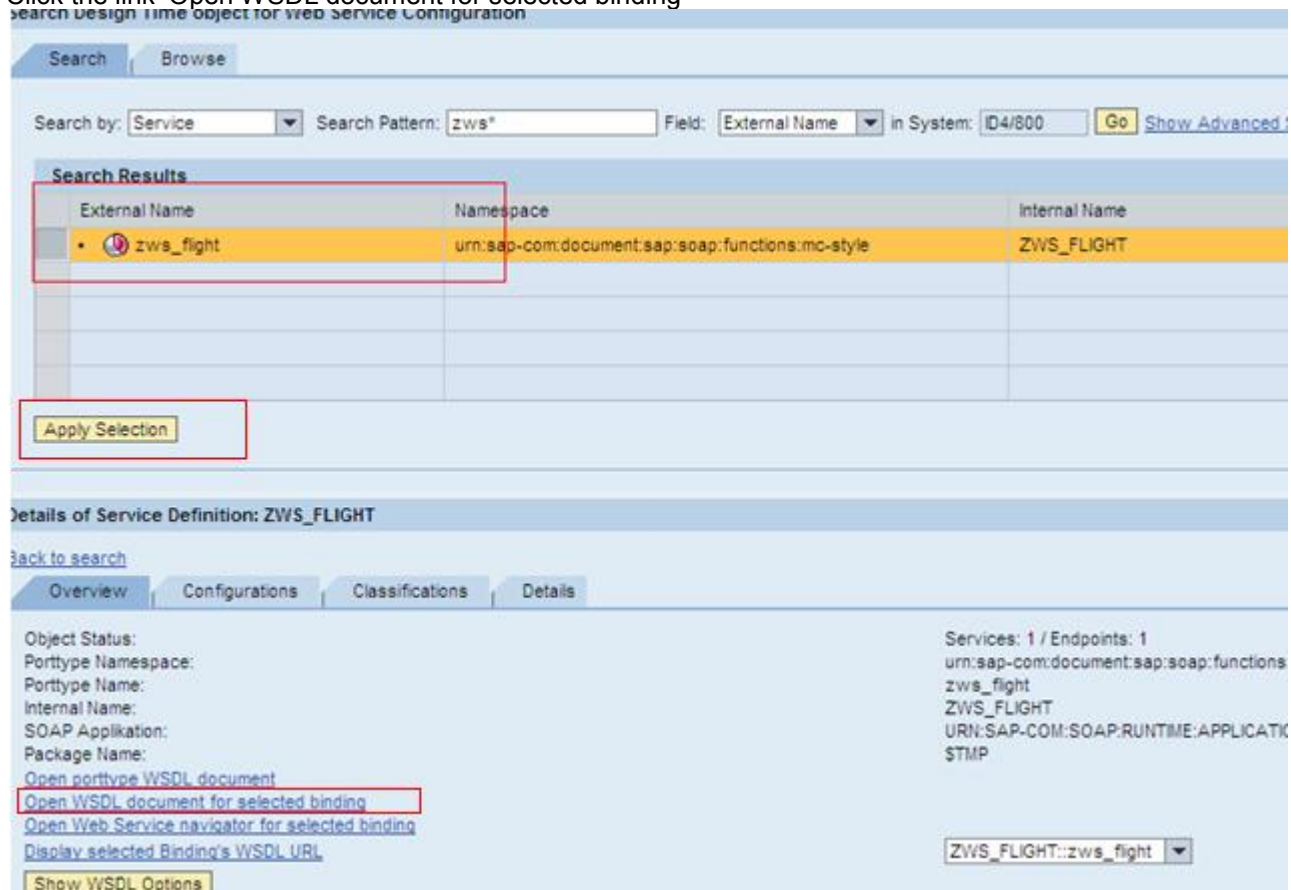 Click the link "Open WSDL document for selected binding"
Search Design Time object for Web Service Configuration
Search Browse
Search by: Service Search Pattern: zws* Field: External Name in System: ID4/800 Go Show Advanced
Search Results
External Name Namespace Internal Name
zws_flight urn:sap-com:document:sap:soap:functions:mc-style ZWS_FLIGHT
Apply Selection
Details of Service Definition: ZWS_FLIGHT
Back to search
Overview Configurations Classifications Details
Object Status: Services: 1 / Endpoints: 1
Porttype Namespace: urn:sap-com:document:sap:soap:functions
Porttype Name: zws_flight
Internal Name: ZWS_FLIGHT
SOAP Applikation: URN:SAP-COM:SOAP:RUNTIME:APPLICATIO
Package Name: $TMP
Open porttype WSDL document
Open WSDL document for selected binding
Open Web Service navigator for selected binding
Display selected Binding's WSDL URL ZWS_FLIGHT::zws_flight
Show WSDL Options